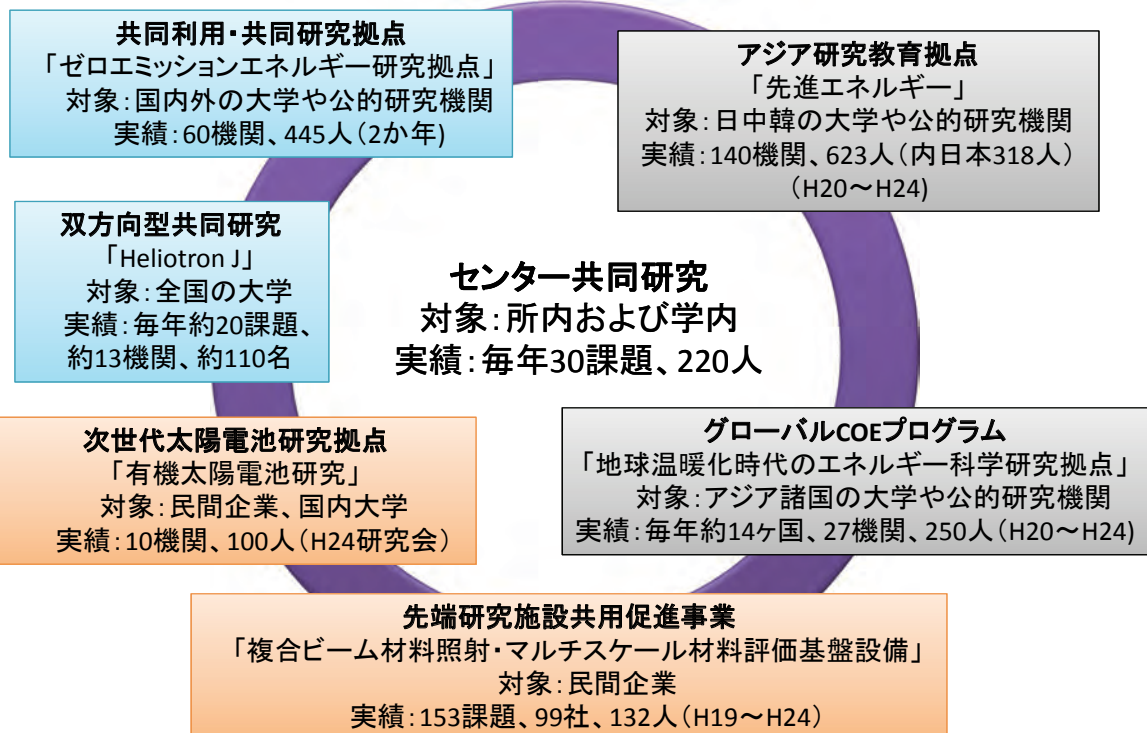 共同利用・共同研究拠点
「ゼロエミッションエネルギー研究拠点」
対象：国内外の大学や公的研究機関
実績：60機関、445人（2か年)
アジア研究教育拠点
「先進エネルギー」
対象：日中韓の大学や公的研究機関
実績：140機関、623人（内日本318人）
（H20～H24)
双方向型共同研究
「Heliotron J」
対象：全国の大学
実績：毎年約20課題、
約13機関、約110名
センター共同研究
対象：所内および学内
実績：毎年30課題、220人
次世代太陽電池研究拠点
「有機太陽電池研究」
対象：民間企業、国内大学
実績：10機関、100人（H24研究会）
グローバルCOEプログラム
「地球温暖化時代のエネルギー科学研究拠点」
対象：アジア諸国の大学や公的研究機関
実績：毎年約14ヶ国、27機関、250人（H20～H24)
先端研究施設共用促進事業
「複合ビーム材料照射・マルチスケール材料評価基盤設備」
対象：民間企業
実績：153課題、99社、132人（H19～H24）